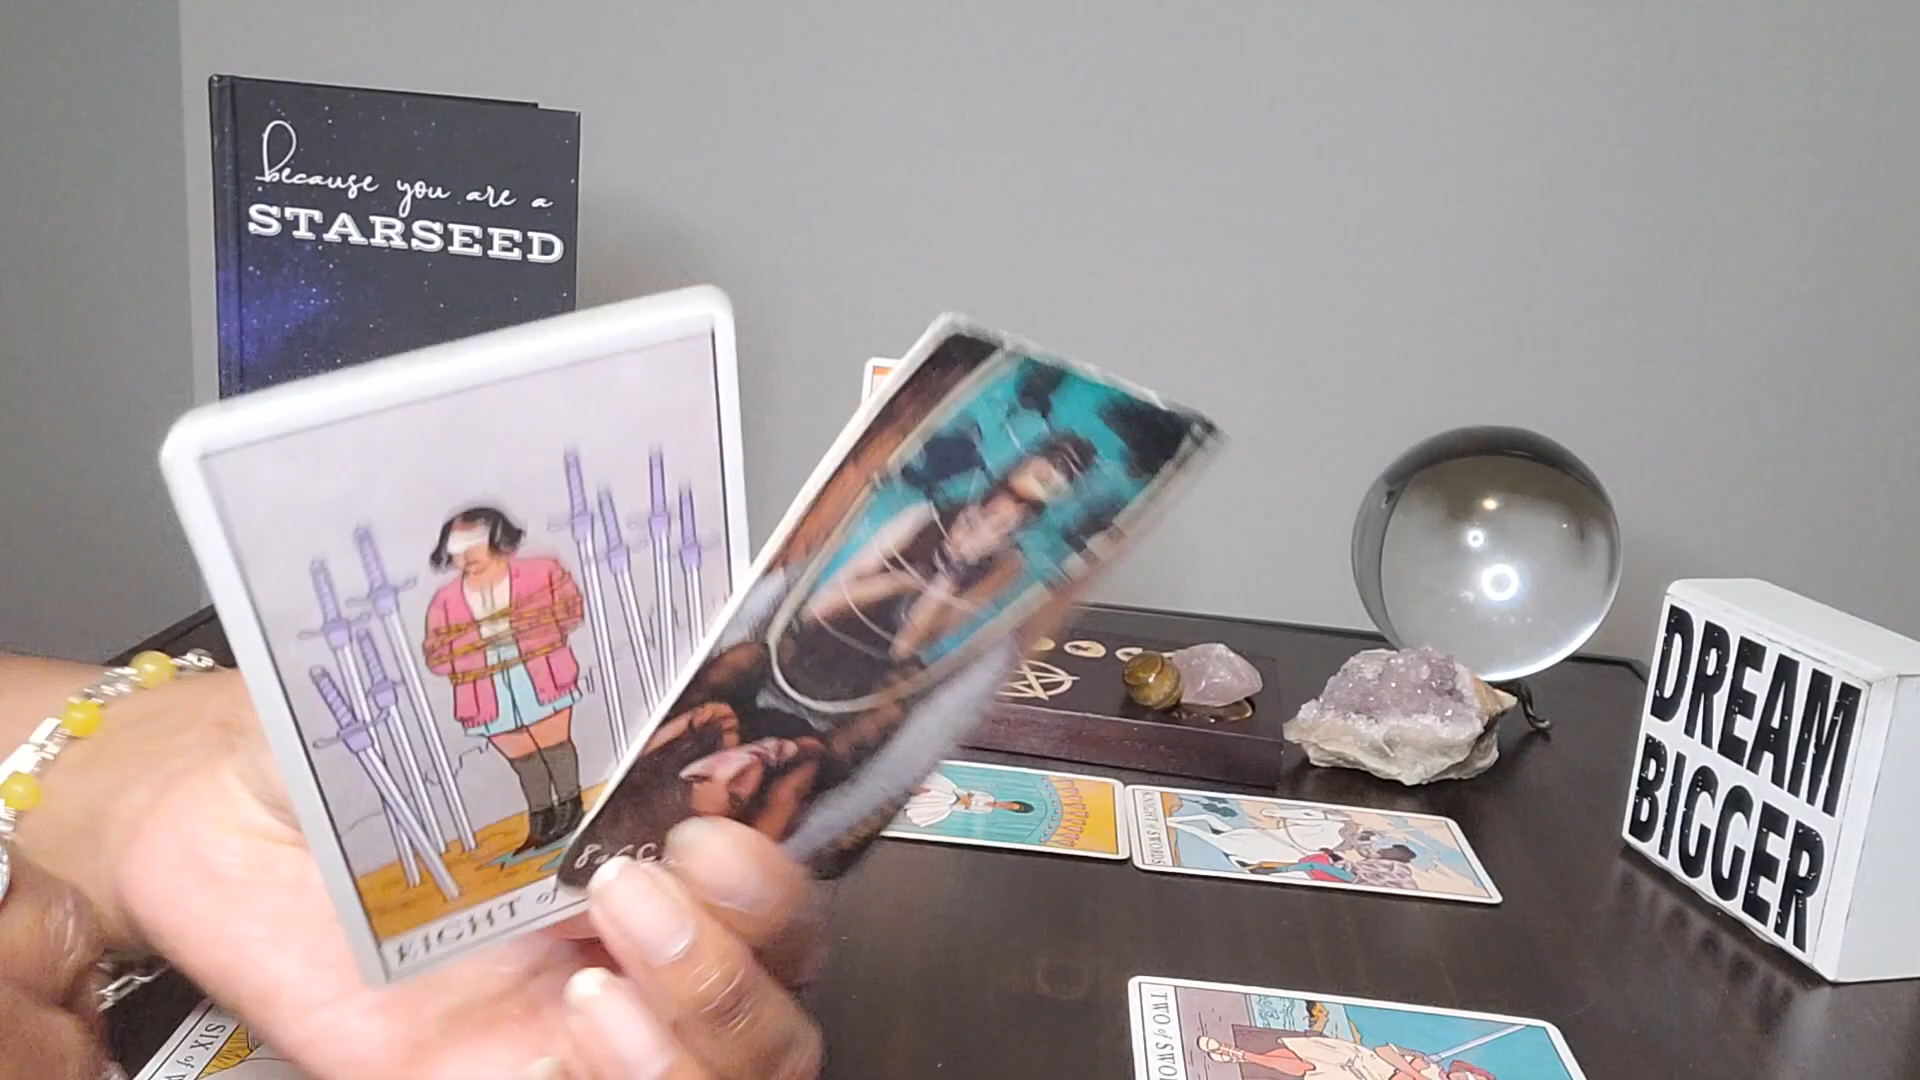 because you are a
STARSEED
EIGHT of
DREAM
BIGGER
KNIGHT of SWORDS
TWO of SWO
SIX of